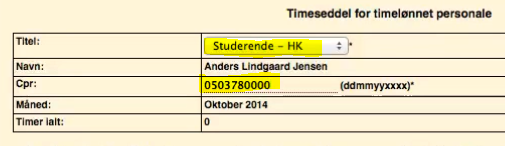 Timeseddel for timelønnet personale
Titel: Studerende - HK *
Navn: Anders Lindgaard Jensen
Cpr: 0503780000 (ddmmyyxxxx)*
Måned: Oktober 2014
Timer ialt: 0